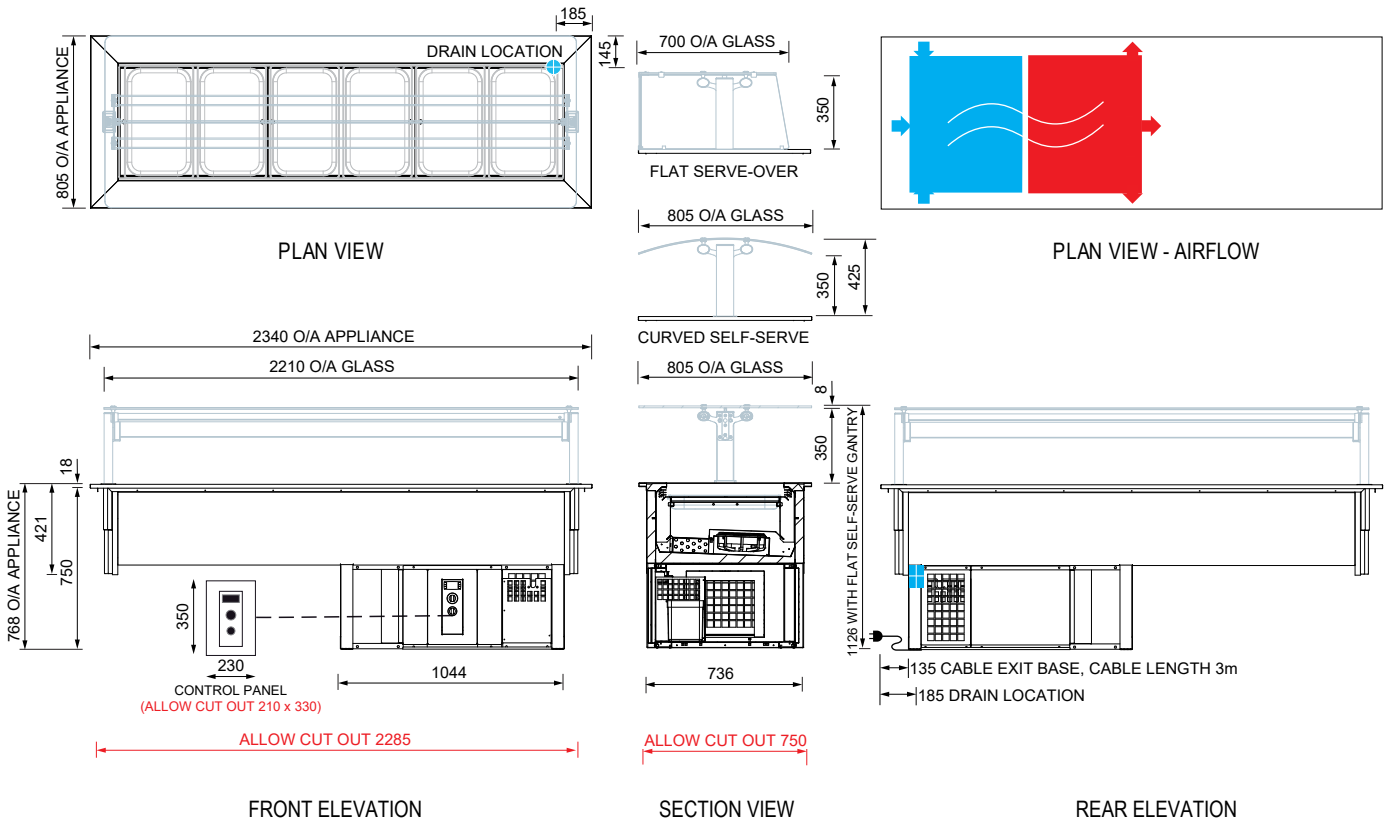 185
DRAIN LOCATION
145
805 O/A APPLIANCE
PLAN VIEW
700 O/A GLASS
350
FLAT SERVE-OVER
805 O/A GLASS
350
425
CURVED SELF-SERVE
PLAN VIEW - AIRFLOW
2340 O/A APPLIANCE
2210 O/A GLASS
18
768 O/A APPLIANCE
421
750
350
230
CONTROL PANEL
(ALLOW CUT OUT 210 x 330)
1044
ALLOW CUT OUT 2285
FRONT ELEVATION
805 O/A GLASS
8
350
1126 WITH FLAT SELF-SERVE GANTRY
736
ALLOW CUT OUT 750
SECTION VIEW
135 CABLE EXIT BASE, CABLE LENGTH 3m
185 DRAIN LOCATION
REAR ELEVATION